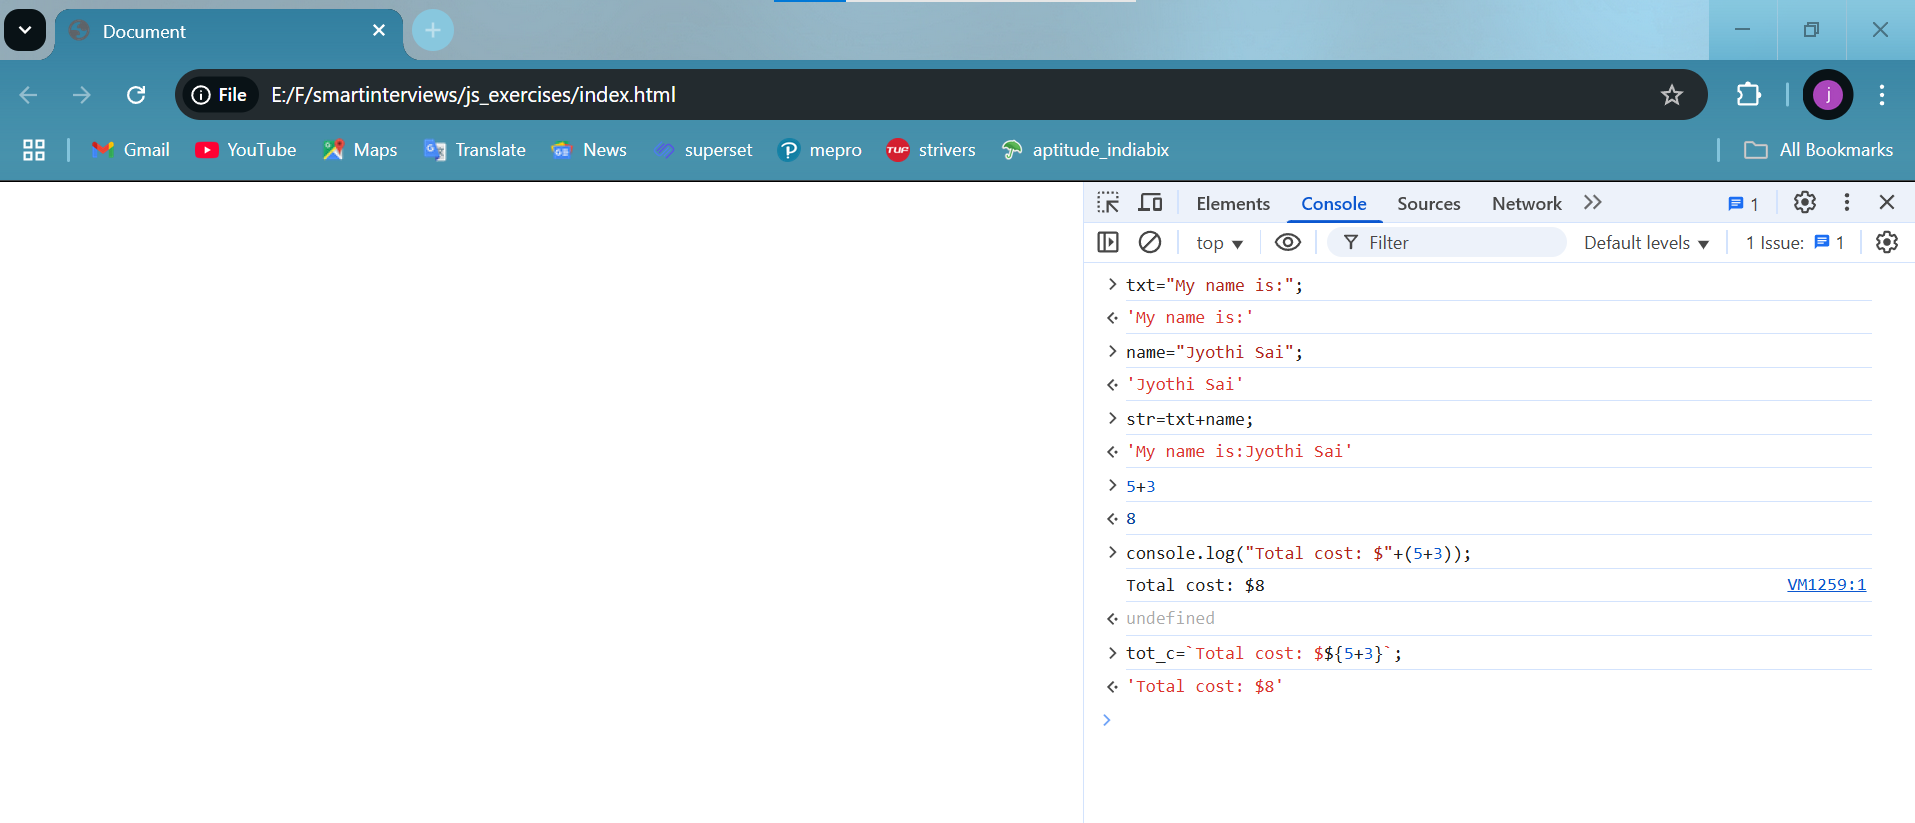 Document
File E:/F/smartinterviews/js_exercises/index.html j
Gmail YouTube Maps Translate News superset mepro TUF strivers aptitude_indiabix All Bookmarks
Elements Console Sources Network 1
top Filter Default levels 1 Issue: 1
txt="My name is:";
'My name is:'
name="Jyothi Sai";
'Jyothi Sai'
str=txt+name;
'My name is:Jyothi Sai'
5+3
8
console.log("Total cost: $"+(5+3));
Total cost: $8 VM1259:1
undefined
tot_c=`Total cost: $${5+3}`;
'Total cost: $8'